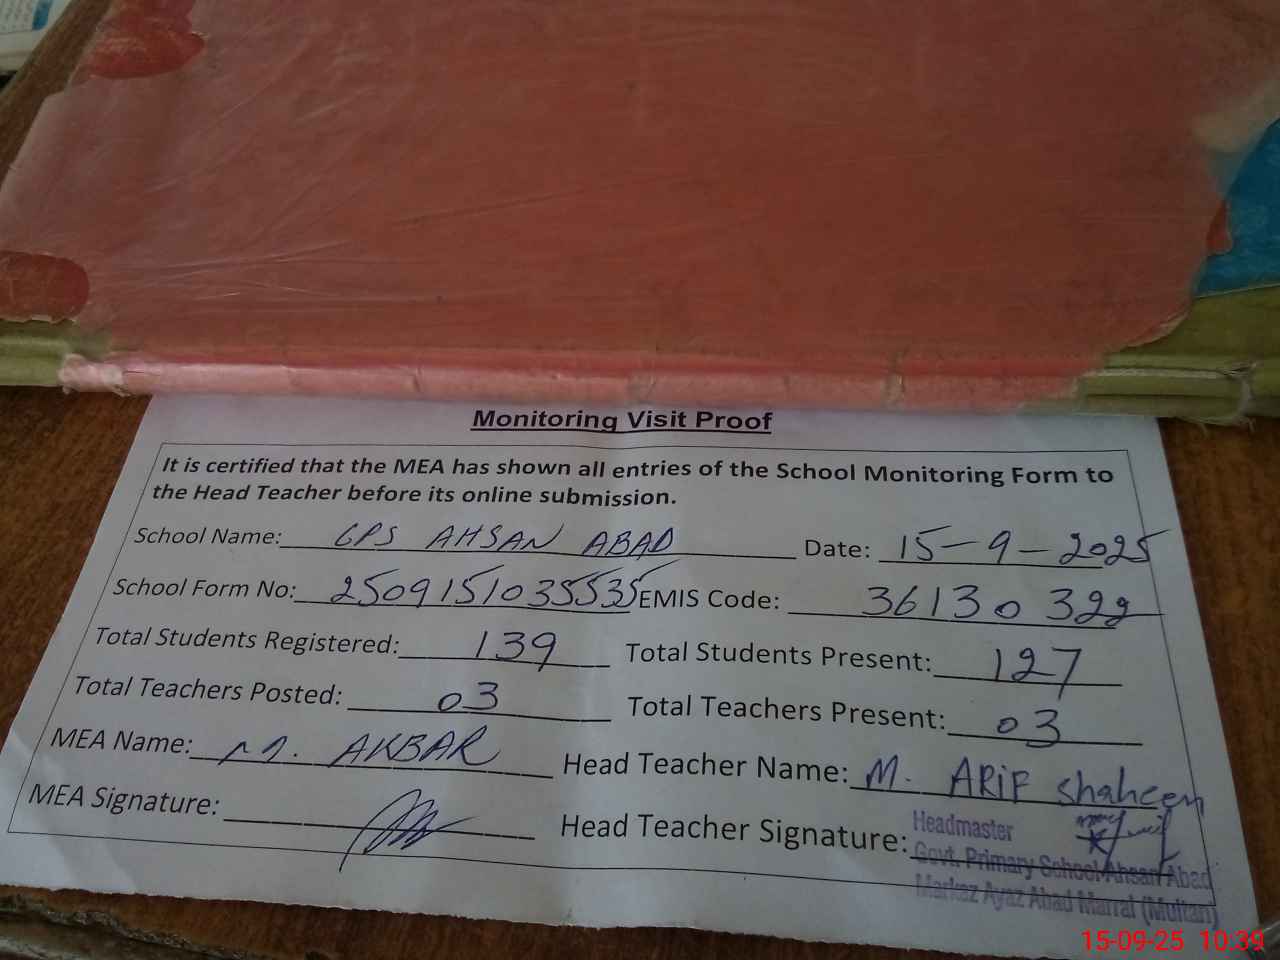 Monitoring Visit Proof
It is certified that the MEA has shown all entries of the School Monitoring Form to
the Head Teacher before its online submission.
School Name: GPS AHSAN ABAD Date: 15-9-2025
School Form No: 2509151035535 EMIS Code: 36130322
Total Students Registered: 139 Total Students Present: 127
Total Teachers Posted: 03 Total Teachers Present: 03
MEA Name: M. AKBAR Head Teacher Name: M. ARiF Shaheen
MEA Signature: Head Teacher Signature:
Headmaster
Govt. Primary School Ahsan Abad
Markaz Ayaz Abad Marral (Multan)
15-09-25 10:39